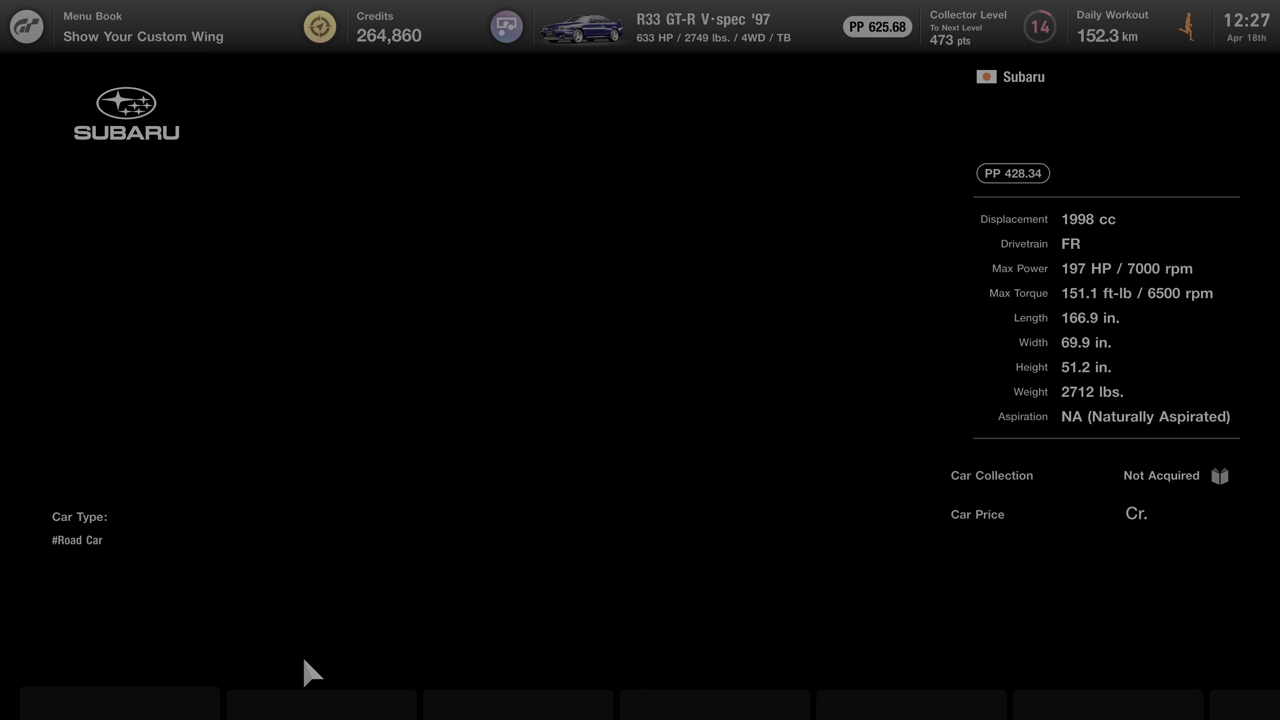 Menu Book
Show Your Custom Wing
Credits
264,860
R33 GT-R V･spec '97
633 HP / 2749 lbs. / 4WD / TB
PP 625.68
Collector Level
To Next Level
473 pts
14
Daily Workout
152.3 km
12:27
Apr 18th
SUBARU
Subaru
PP 428.34
Displacement 1998 cc
Drivetrain FR
Max Power 197 HP / 7000 rpm
Max Torque 151.1 ft-lb / 6500 rpm
Length 166.9 in.
Width 69.9 in.
Height 51.2 in.
Weight 2712 lbs.
Aspiration NA (Naturally Aspirated)
Car Collection Not Acquired
Car Price Cr.
Car Type:
#Road Car